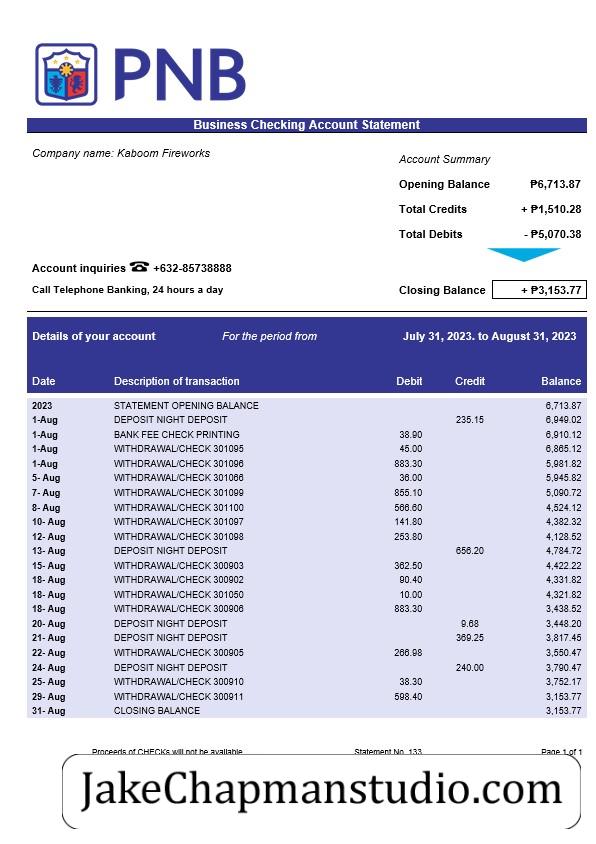 PNB
Business Checking Account Statement
Company name: Kaboom Fireworks
Account Summary
Opening Balance ₱6,713.87
Total Credits + ₱1,510.28
Total Debits - ₱5,070.38
Account inquiries ☎ +632-85738888
Call Telephone Banking, 24 hours a day
Closing Balance + ₱3,153.77
Details of your account For the period from July 31, 2023. to August 31, 2023
Date Description of transaction Debit Credit Balance
2023 STATEMENT OPENING BALANCE 6,713.87
1-Aug DEPOSIT NIGHT DEPOSIT 235.15 6,949.02
1-Aug BANK FEE CHECK PRINTING 38.90 6,910.12
1-Aug WITHDRAWAL/CHECK 301095 45.00 6,865.12
1-Aug WITHDRAWAL/CHECK 301096 883.30 5,981.82
5- Aug WITHDRAWAL/CHECK 301066 36.00 5,945.82
7- Aug WITHDRAWAL/CHECK 301099 855.10 5,090.72
8- Aug WITHDRAWAL/CHECK 301100 566.60 4,524.12
10- Aug WITHDRAWAL/CHECK 301097 141.80 4,382.32
12- Aug WITHDRAWAL/CHECK 301098 253.80 4,128.52
13- Aug DEPOSIT NIGHT DEPOSIT 656.20 4,784.72
15- Aug WITHDRAWAL/CHECK 300903 362.50 4,422.22
18- Aug WITHDRAWAL/CHECK 300902 90.40 4,331.82
18- Aug WITHDRAWAL/CHECK 301050 10.00 4,321.82
18- Aug WITHDRAWAL/CHECK 300906 883.30 3,438.52
20- Aug DEPOSIT NIGHT DEPOSIT 9.68 3,448.20
21- Aug DEPOSIT NIGHT DEPOSIT 369.25 3,817.45
22- Aug WITHDRAWAL/CHECK 300905 266.98 3,550.47
24- Aug DEPOSIT NIGHT DEPOSIT 240.00 3,790.47
25- Aug WITHDRAWAL/CHECK 300910 38.30 3,752.17
29- Aug WITHDRAWAL/CHECK 300911 598.40 3,153.77
31- Aug CLOSING BALANCE 3,153.77
Proceeds of CHECKs will not be available Statement No. 133 Page 1 of 1
JakeChapmanstudio.com